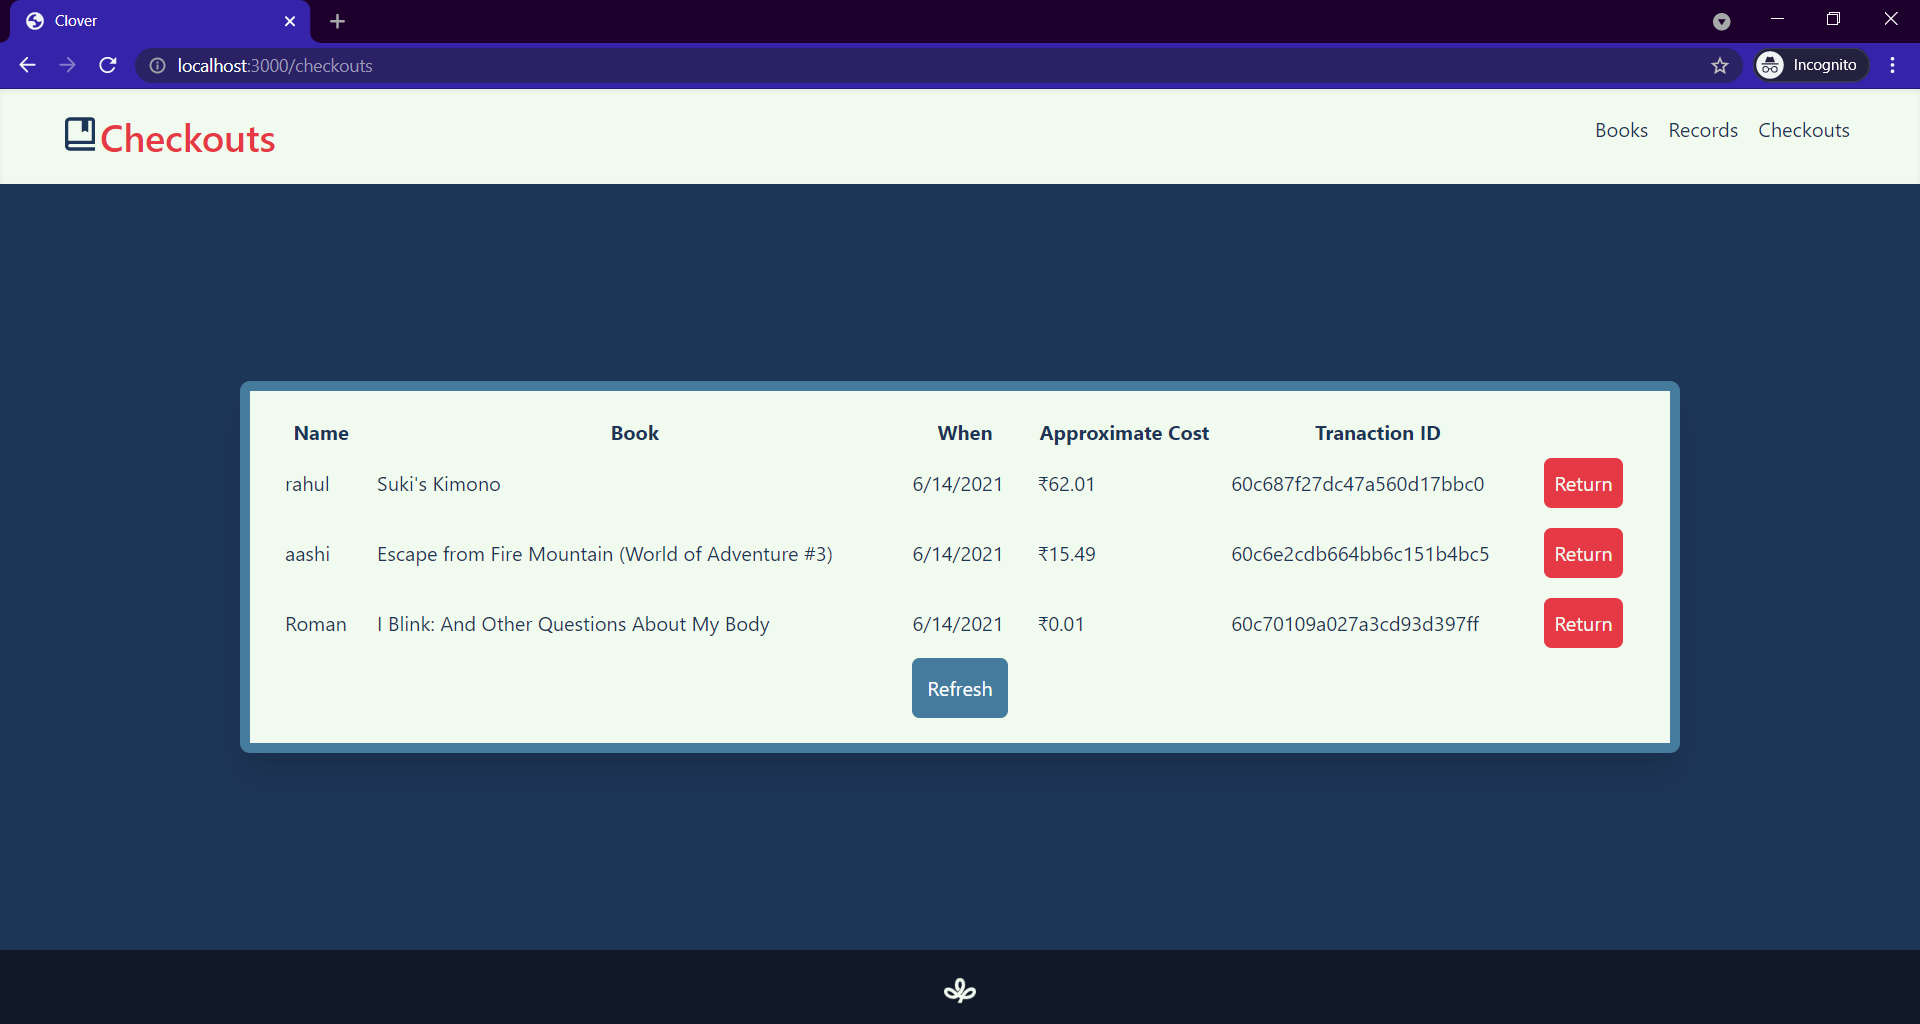 Clover
localhost:3000/checkouts
Incognito
Checkouts
Books Records Checkouts
Name Book When Approximate Cost Tranaction ID
rahul Suki's Kimono 6/14/2021 ₹62.01 60c687f27dc47a560d17bbc0 Return
aashi Escape from Fire Mountain (World of Adventure #3) 6/14/2021 ₹15.49 60c6e2cdb664bb6c151b4bc5 Return
Roman I Blink: And Other Questions About My Body 6/14/2021 ₹0.01 60c70109a027a3cd93d397ff Return
Refresh